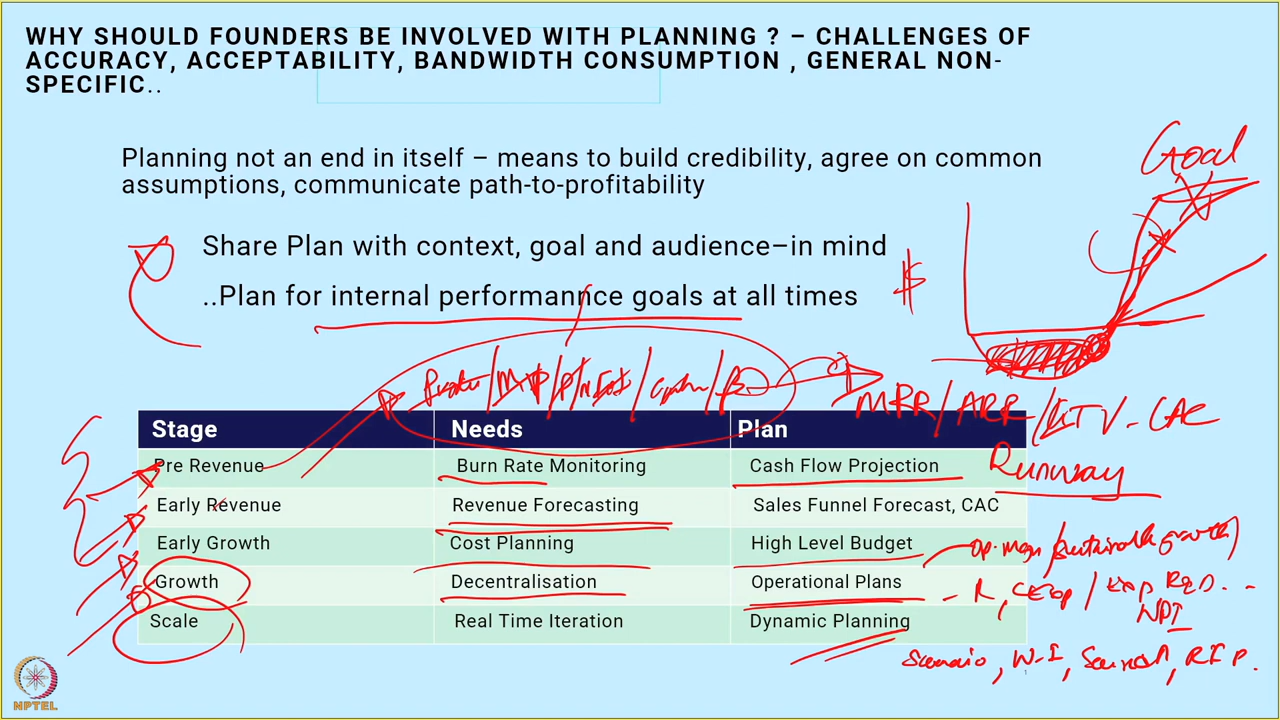 WHY SHOULD FOUNDERS BE INVOLVED WITH PLANNING ? – CHALLENGES OF
ACCURACY, ACCEPTABILITY, BANDWIDTH CONSUMPTION , GENERAL NON-
SPECIFIC..
Planning not an end in itself – means to build credibility, agree on common
assumptions, communicate path-to-profitability
Goal
Share Plan with context, goal and audience–in mind
$
..Plan for internal performannce goals at all times
MRR/ARR/LTV-CAC
Stage Needs Plan
Pre Revenue Burn Rate Monitoring Cash Flow Projection
Runway
Early Revenue Revenue Forecasting Sales Funnel Forecast, CAC
Early Growth Cost Planning High Level Budget
sustainable growth
Growth Decentralisation Operational Plans
NPI
Scale Real Time Iteration Dynamic Planning
Scenario, W-I,
NPTEL